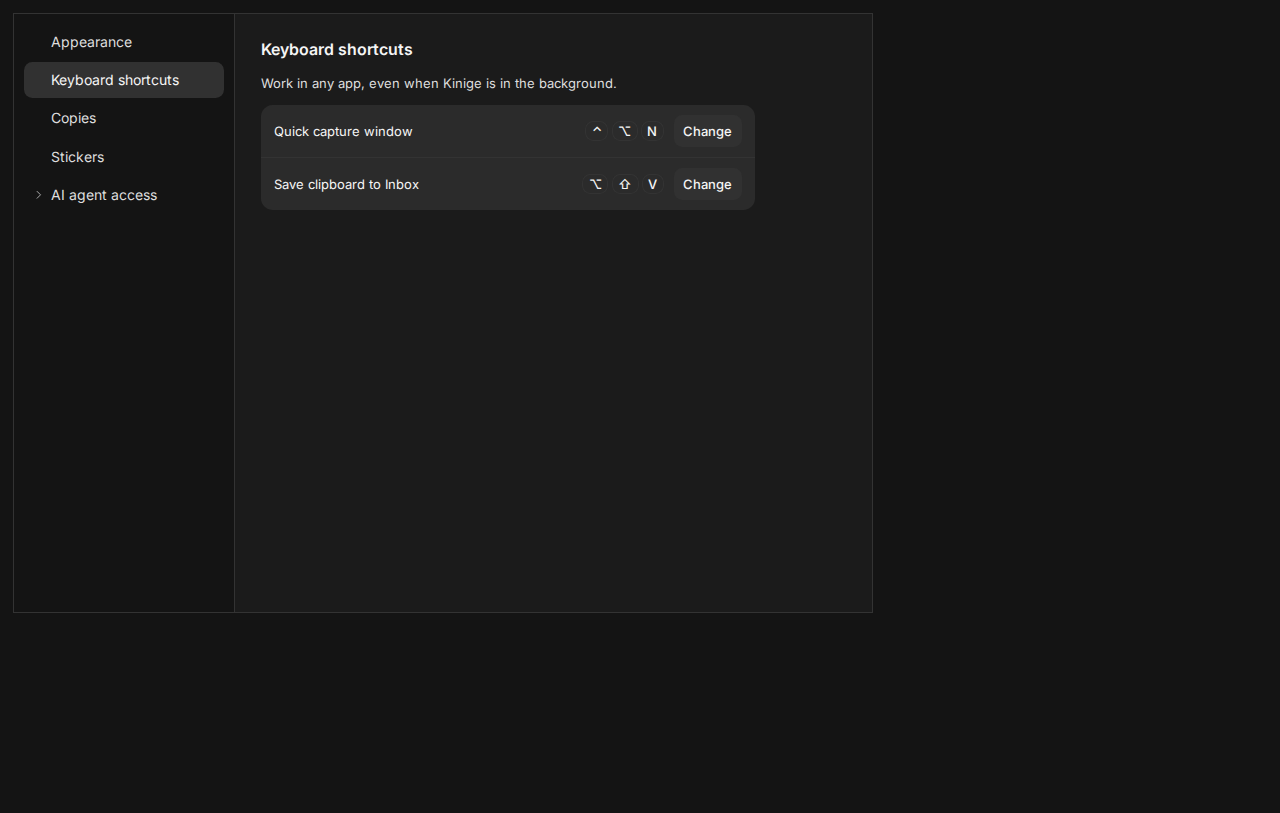 Appearance
Keyboard shortcuts
Copies
Stickers
AI agent access
Keyboard shortcuts
Work in any app, even when Kinige is in the background.
Quick capture window ⌃ ⌥ N Change
Save clipboard to Inbox ⌥ ⇧ V Change